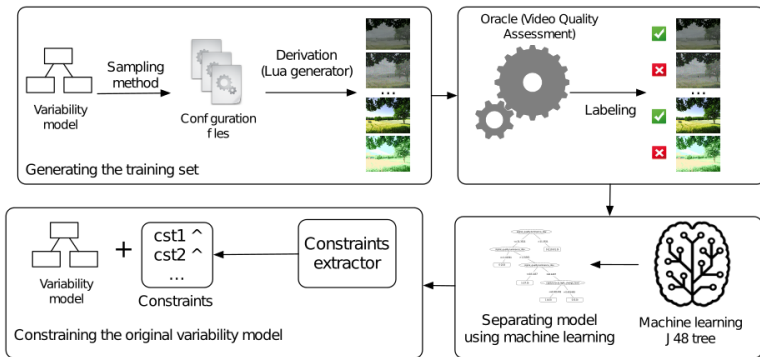 Oracle (Video Quality
Assessment)
Sampling
method
Derivation
(Lua generator)
Variability
model
Configuration
files
...
...
Labeling
Generating the training set
Variability
model
+
cst1 ^
cst2 ^
...
Constraints
Constraints
extractor
Constraining the original variability model
Separating model
using machine learning
Machine learning
J48 tree